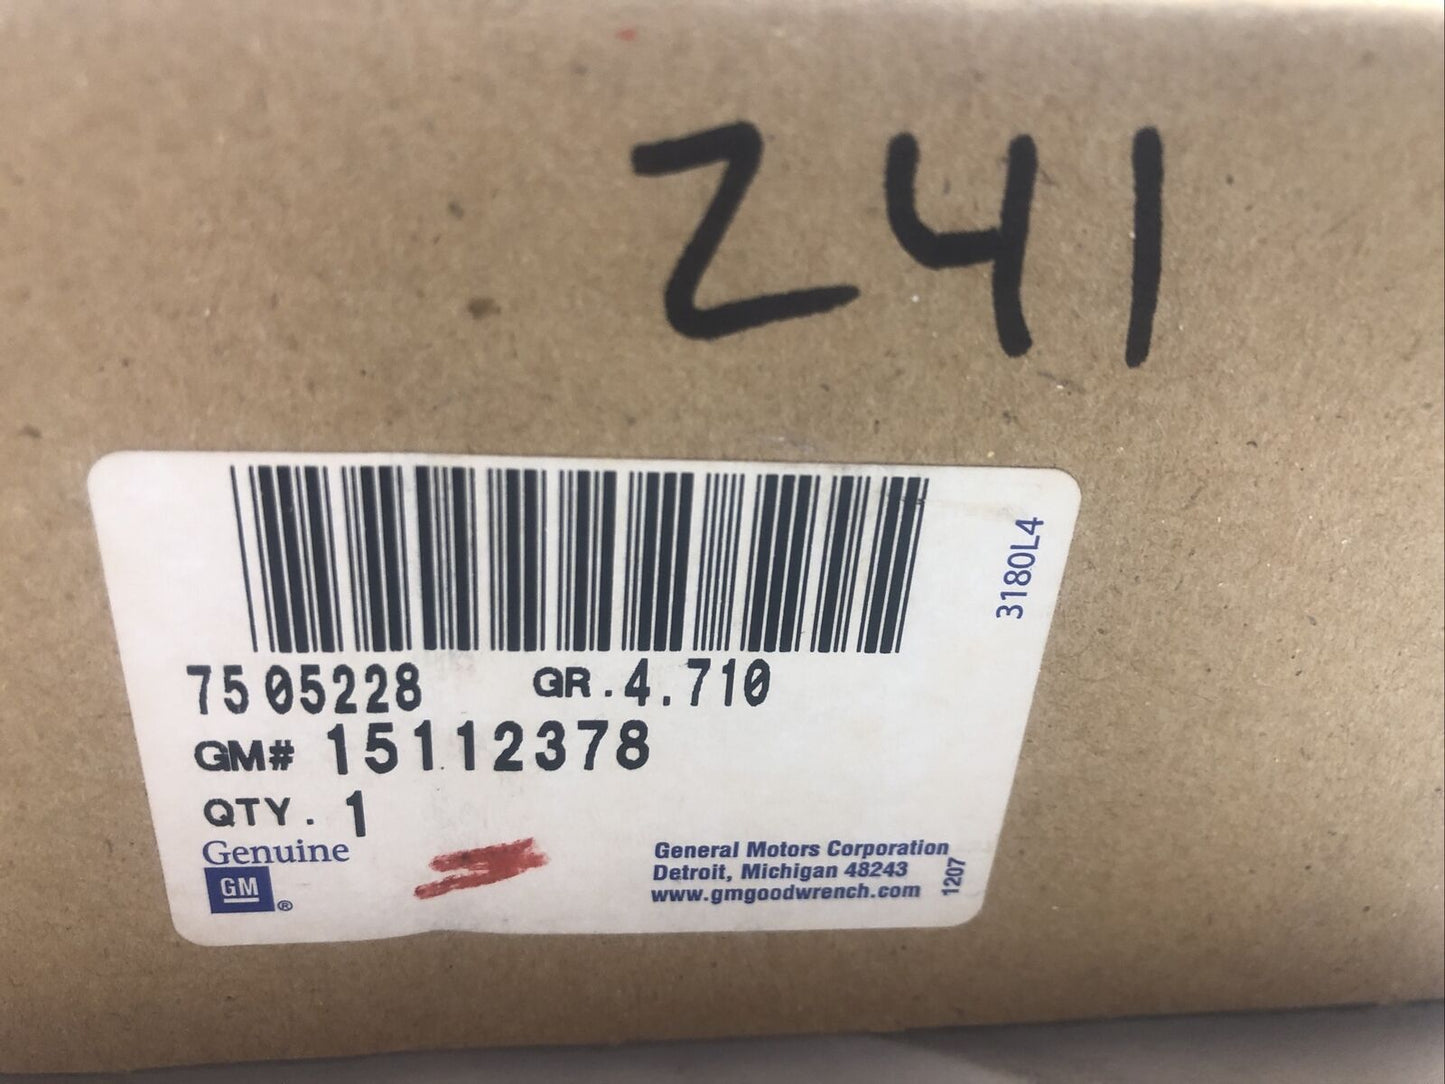 241
3180L4
7505228 GR. 4.710
GM# 15112378
QTY. 1
Genuine
GM ®
General Motors Corporation
Detroit, Michigan 48243
www.gmgoodwrench.com
1207